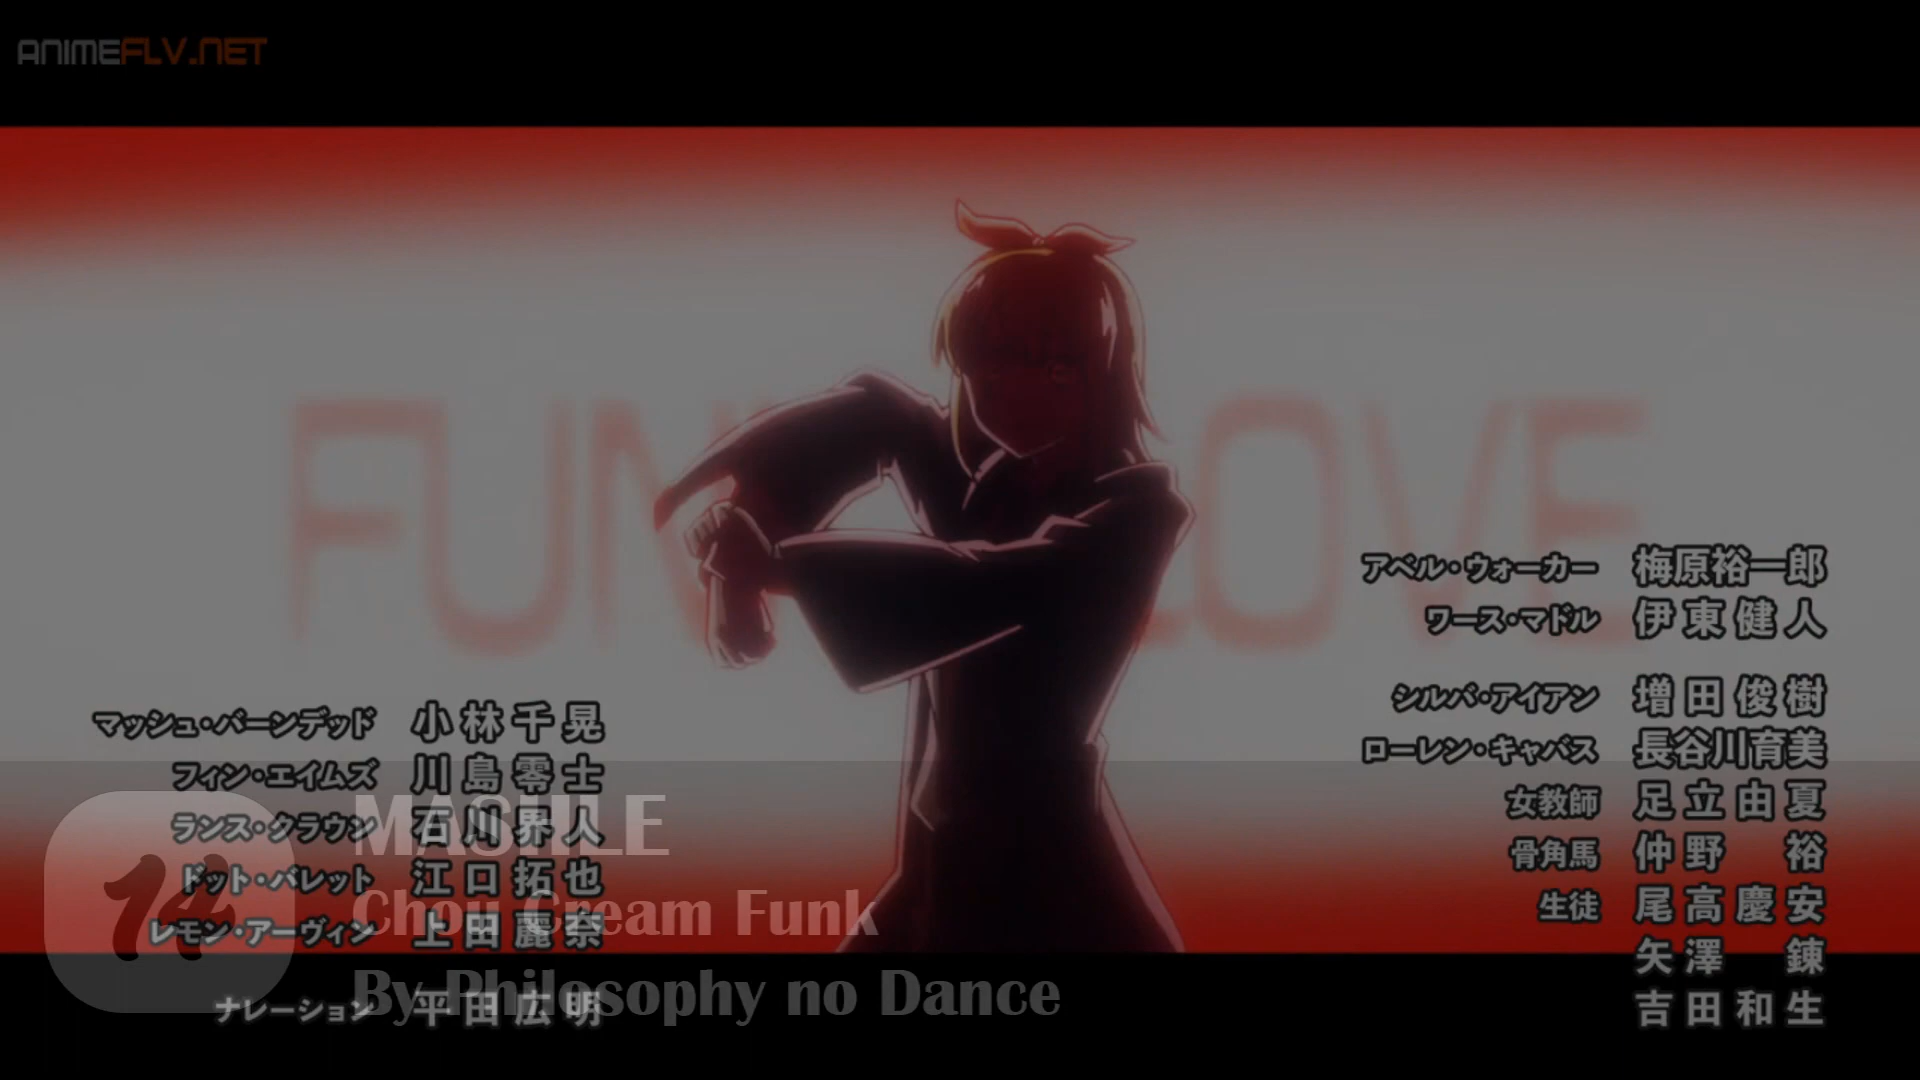 ANIMEFLV.NET
FUN LOVE
アベル・ウォーカー 梅原裕一郎
ワース・マドル 伊東健人
シルバ・アイアン 増田俊樹
ローレン・キャバス 長谷川育美
女教師 足立由夏
骨角馬 仲野 裕
生徒 尾高慶安
矢澤 錬
吉田和生
マッシュ・バーンデッド 小林千晃
フィン・エイムズ 川島零士
ランス・クラウン 石川界人
ドット・バレット 江口拓也
レモン・アーヴィン 上田麗奈
ナレーション 平田広明
14
MASHLE
Chou Cream Funk
By Philosophy no Dance